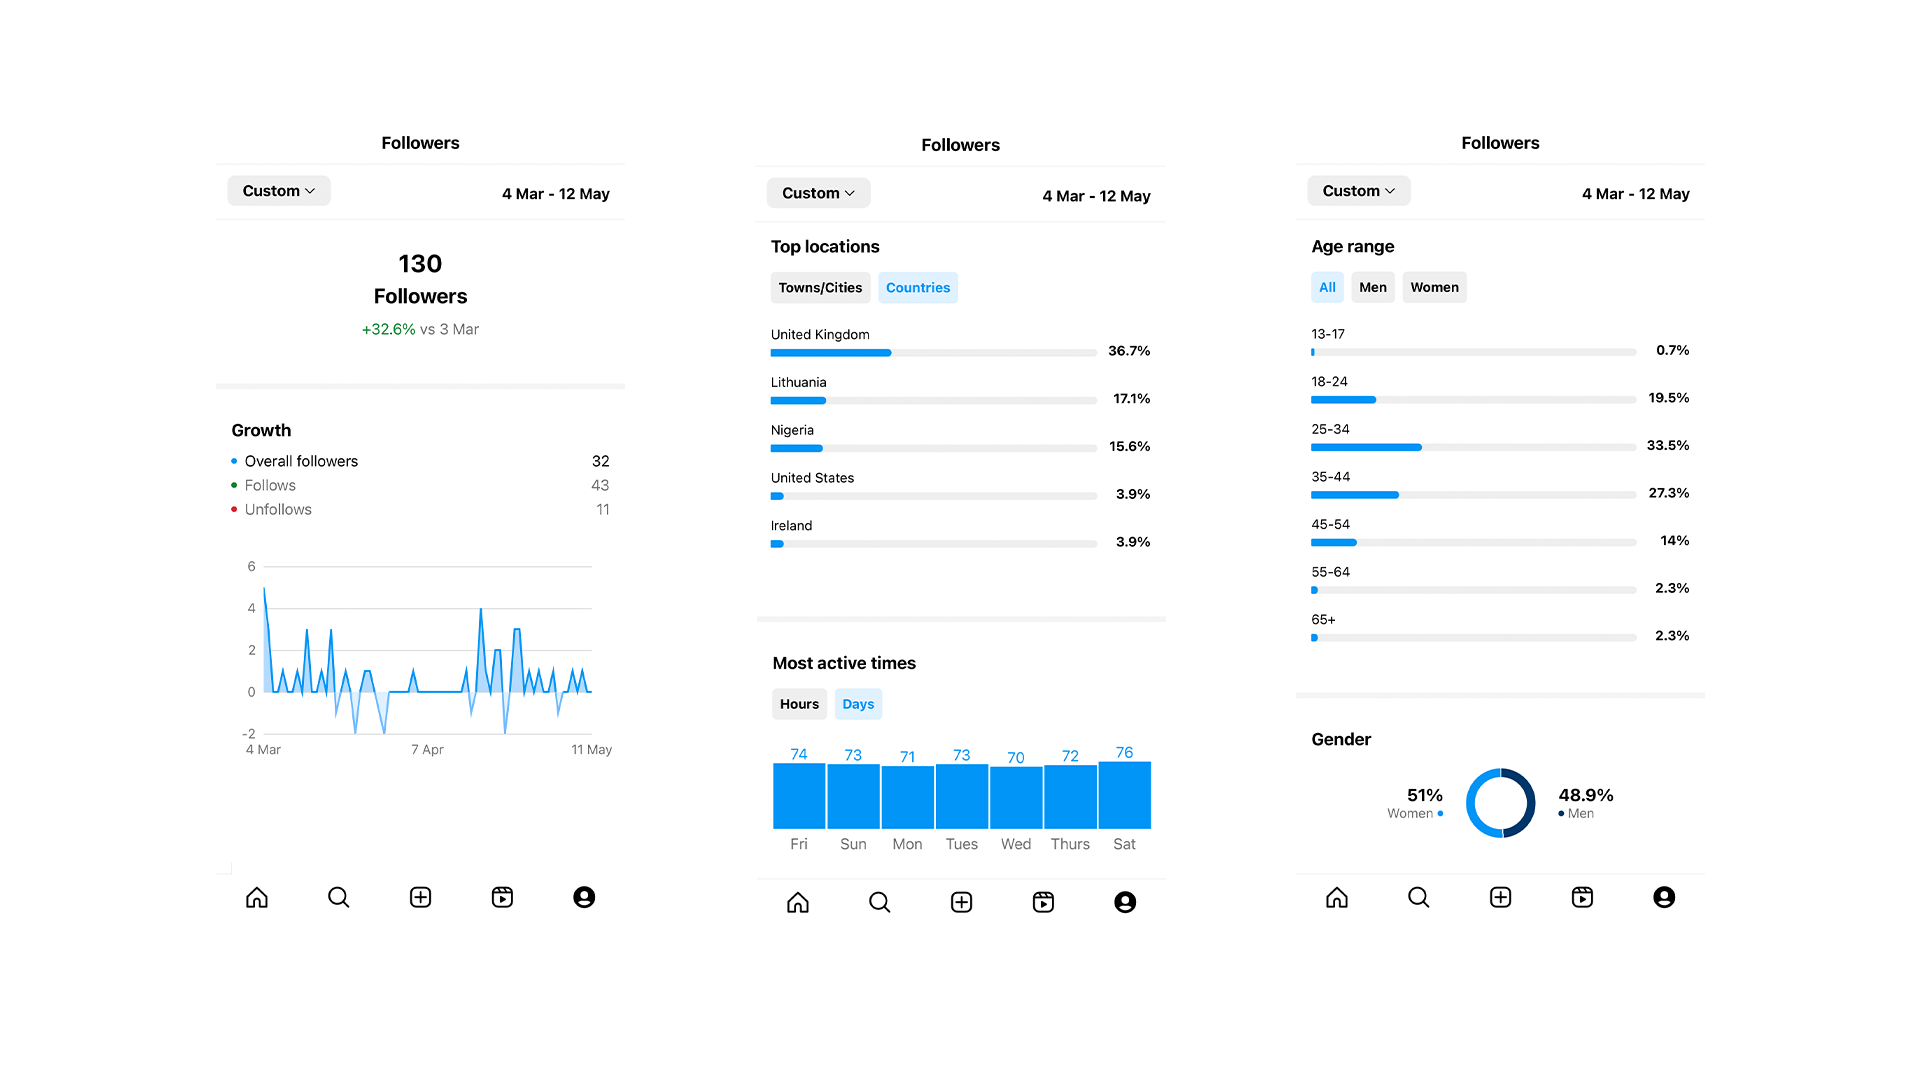 Followers
Custom
4 Mar - 12 May
130
Followers
+32.6% vs 3 Mar
Growth
Overall followers 32
Follows 43
Unfollows 11
6
4
2
0
-2
4 Mar 7 Apr 11 May
Followers
Custom
4 Mar - 12 May
Top locations
Towns/Cities Countries
United Kingdom
36.7%
Lithuania
17.1%
Nigeria
15.6%
United States
3.9%
Ireland
3.9%
Most active times
Hours Days
74 73 71 73 70 72 76
Fri Sun Mon Tues Wed Thurs Sat
Followers
Custom
4 Mar - 12 May
Age range
All Men Women
13-17
0.7%
18-24
19.5%
25-34
33.5%
35-44
27.3%
45-54
14%
55-64
2.3%
65+
2.3%
Gender
51%
Women
48.9%
Men